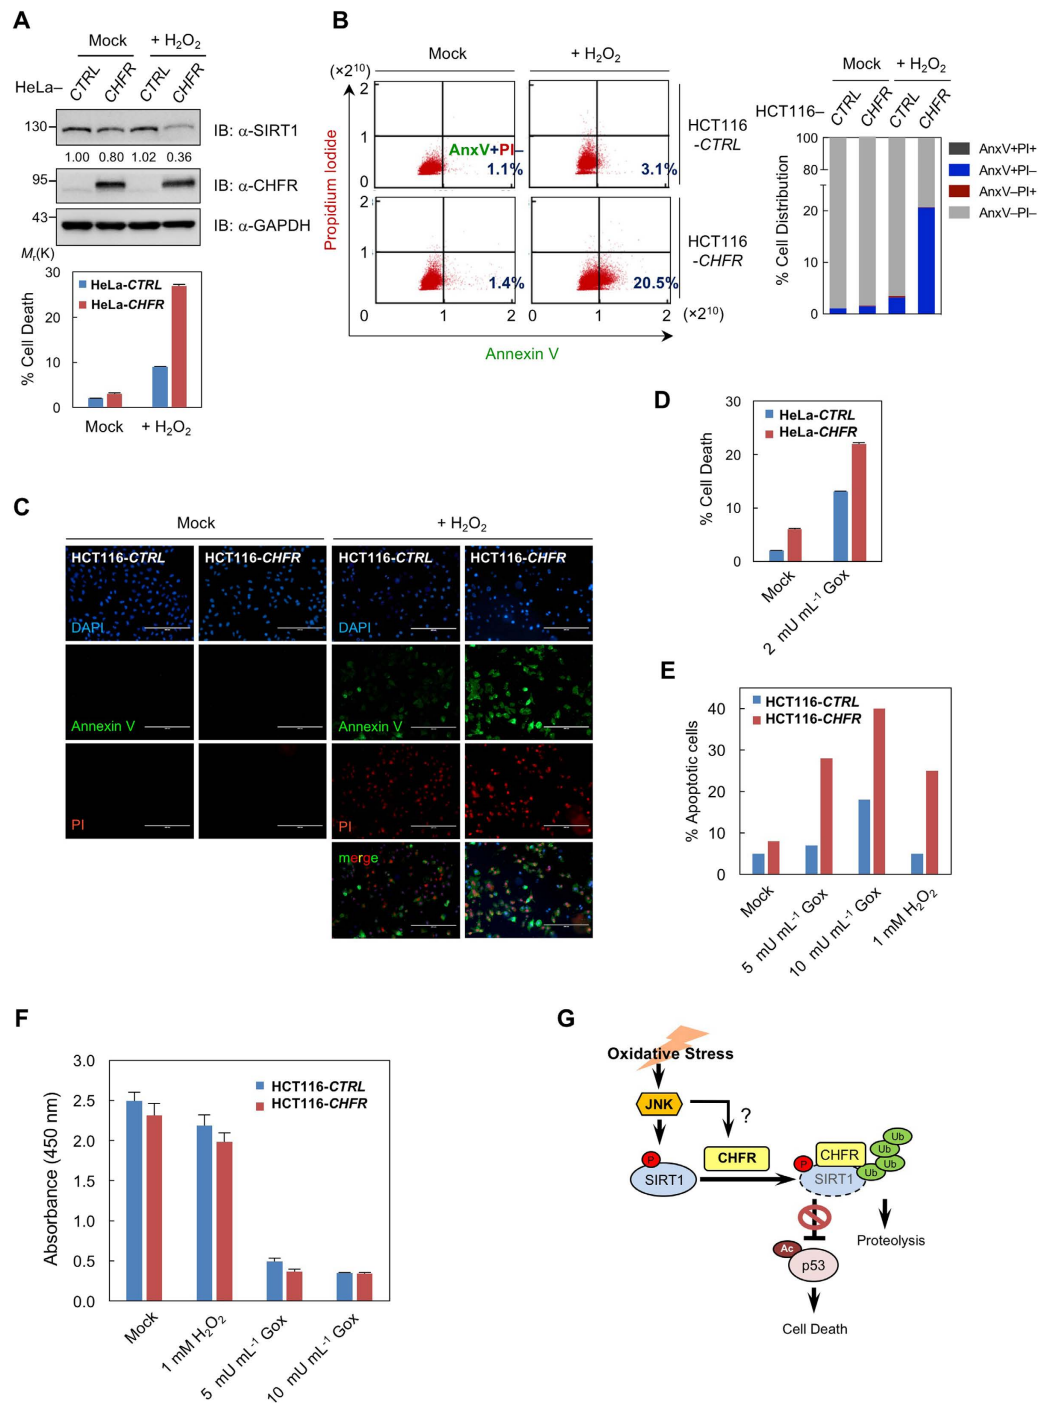 A
Mock
+ H₂O₂
HeLa–
CTRL
CHFR
CTRL
CHFR
130
IB: α-SIRT1
1.00 0.80 1.02 0.36
95
IB: α-CHFR
43
IB: α-GAPDH
Mr(K)
30
20
10
0
% Cell Death
HeLa-CTRL
HeLa-CHFR
Mock
+ H₂O₂
B
Mock
+ H₂O₂
(×2¹⁰)
2
1
0
2
1
0
Propidium Iodide
AnxV+PI–
1.1%
3.1%
1.4%
20.5%
HCT116
-CTRL
HCT116
-CHFR
0 1 2 0 1 2 (×2¹⁰)
Annexin V
Mock
+ H₂O₂
HCT116–
CTRL
CHFR
CTRL
CHFR
100
80
20
10
0
% Cell Distribution
AnxV+PI+
AnxV+PI–
AnxV–PI+
AnxV–PI–
C
Mock
+ H₂O₂
HCT116-CTRL
HCT116-CHFR
HCT116-CTRL
HCT116-CHFR
DAPI
DAPI
Annexin V
Annexin V
PI
PI
merge
D
30
20
10
0
% Cell Death
HeLa-CTRL
HeLa-CHFR
Mock
2 mU mL⁻¹ Gox
E
40
30
20
10
0
% Apoptotic cells
HCT116-CTRL
HCT116-CHFR
Mock
5 mU mL⁻¹ Gox
10 mU mL⁻¹ Gox
1 mM H₂O₂
F
3.0
2.5
2.0
1.5
1.0
0.5
0.0
Absorbance (450 nm)
HCT116-CTRL
HCT116-CHFR
Mock
1 mM H₂O₂
5 mU mL⁻¹ Gox
10 mU mL⁻¹ Gox
G
Oxidative Stress
JNK
?
P
SIRT1
CHFR
P
CHFR
SIRT1
Ub
Ub
Ub
Ub
Proteolysis
Ac
p53
Cell Death